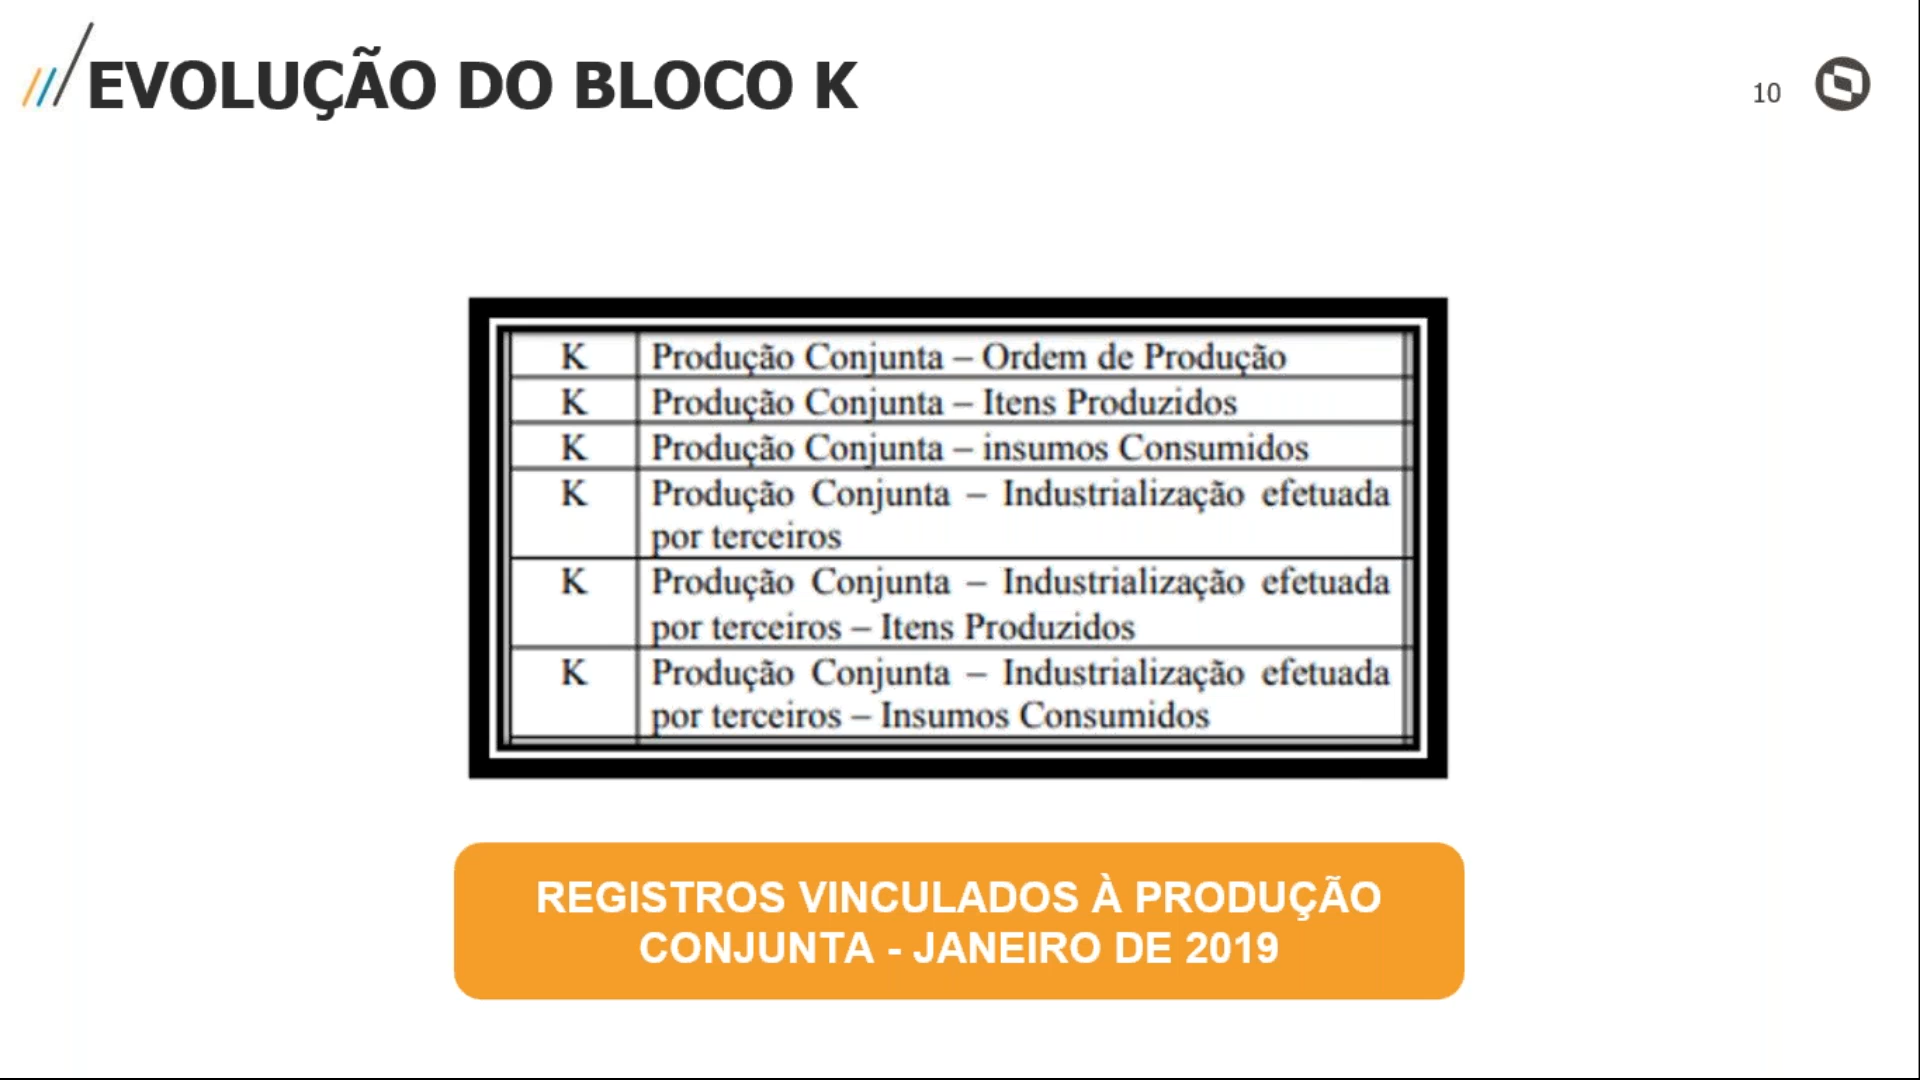 EVOLUÇÃO DO BLOCO K
10
K Produção Conjunta – Ordem de Produção
K Produção Conjunta – Itens Produzidos
K Produção Conjunta – insumos Consumidos
K Produção Conjunta – Industrialização efetuada
por terceiros
K Produção Conjunta – Industrialização efetuada
por terceiros – Itens Produzidos
K Produção Conjunta – Industrialização efetuada
por terceiros – Insumos Consumidos
REGISTROS VINCULADOS À PRODUÇÃO
CONJUNTA - JANEIRO DE 2019